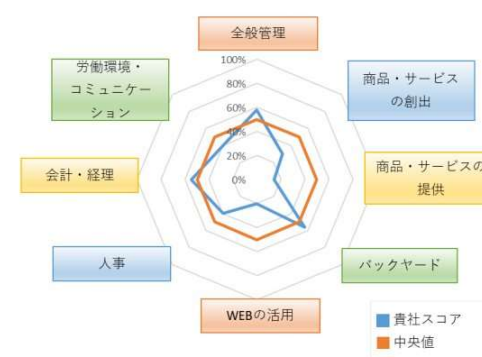 全般管理
労働環境・
コミュニケー
ション
商品・サービス
の創出
100%
80%
60%
40%
20%
0%
会計・経理
商品・サービスの
提供
人事
バックヤード
WEBの活用
貴社スコア
中央値